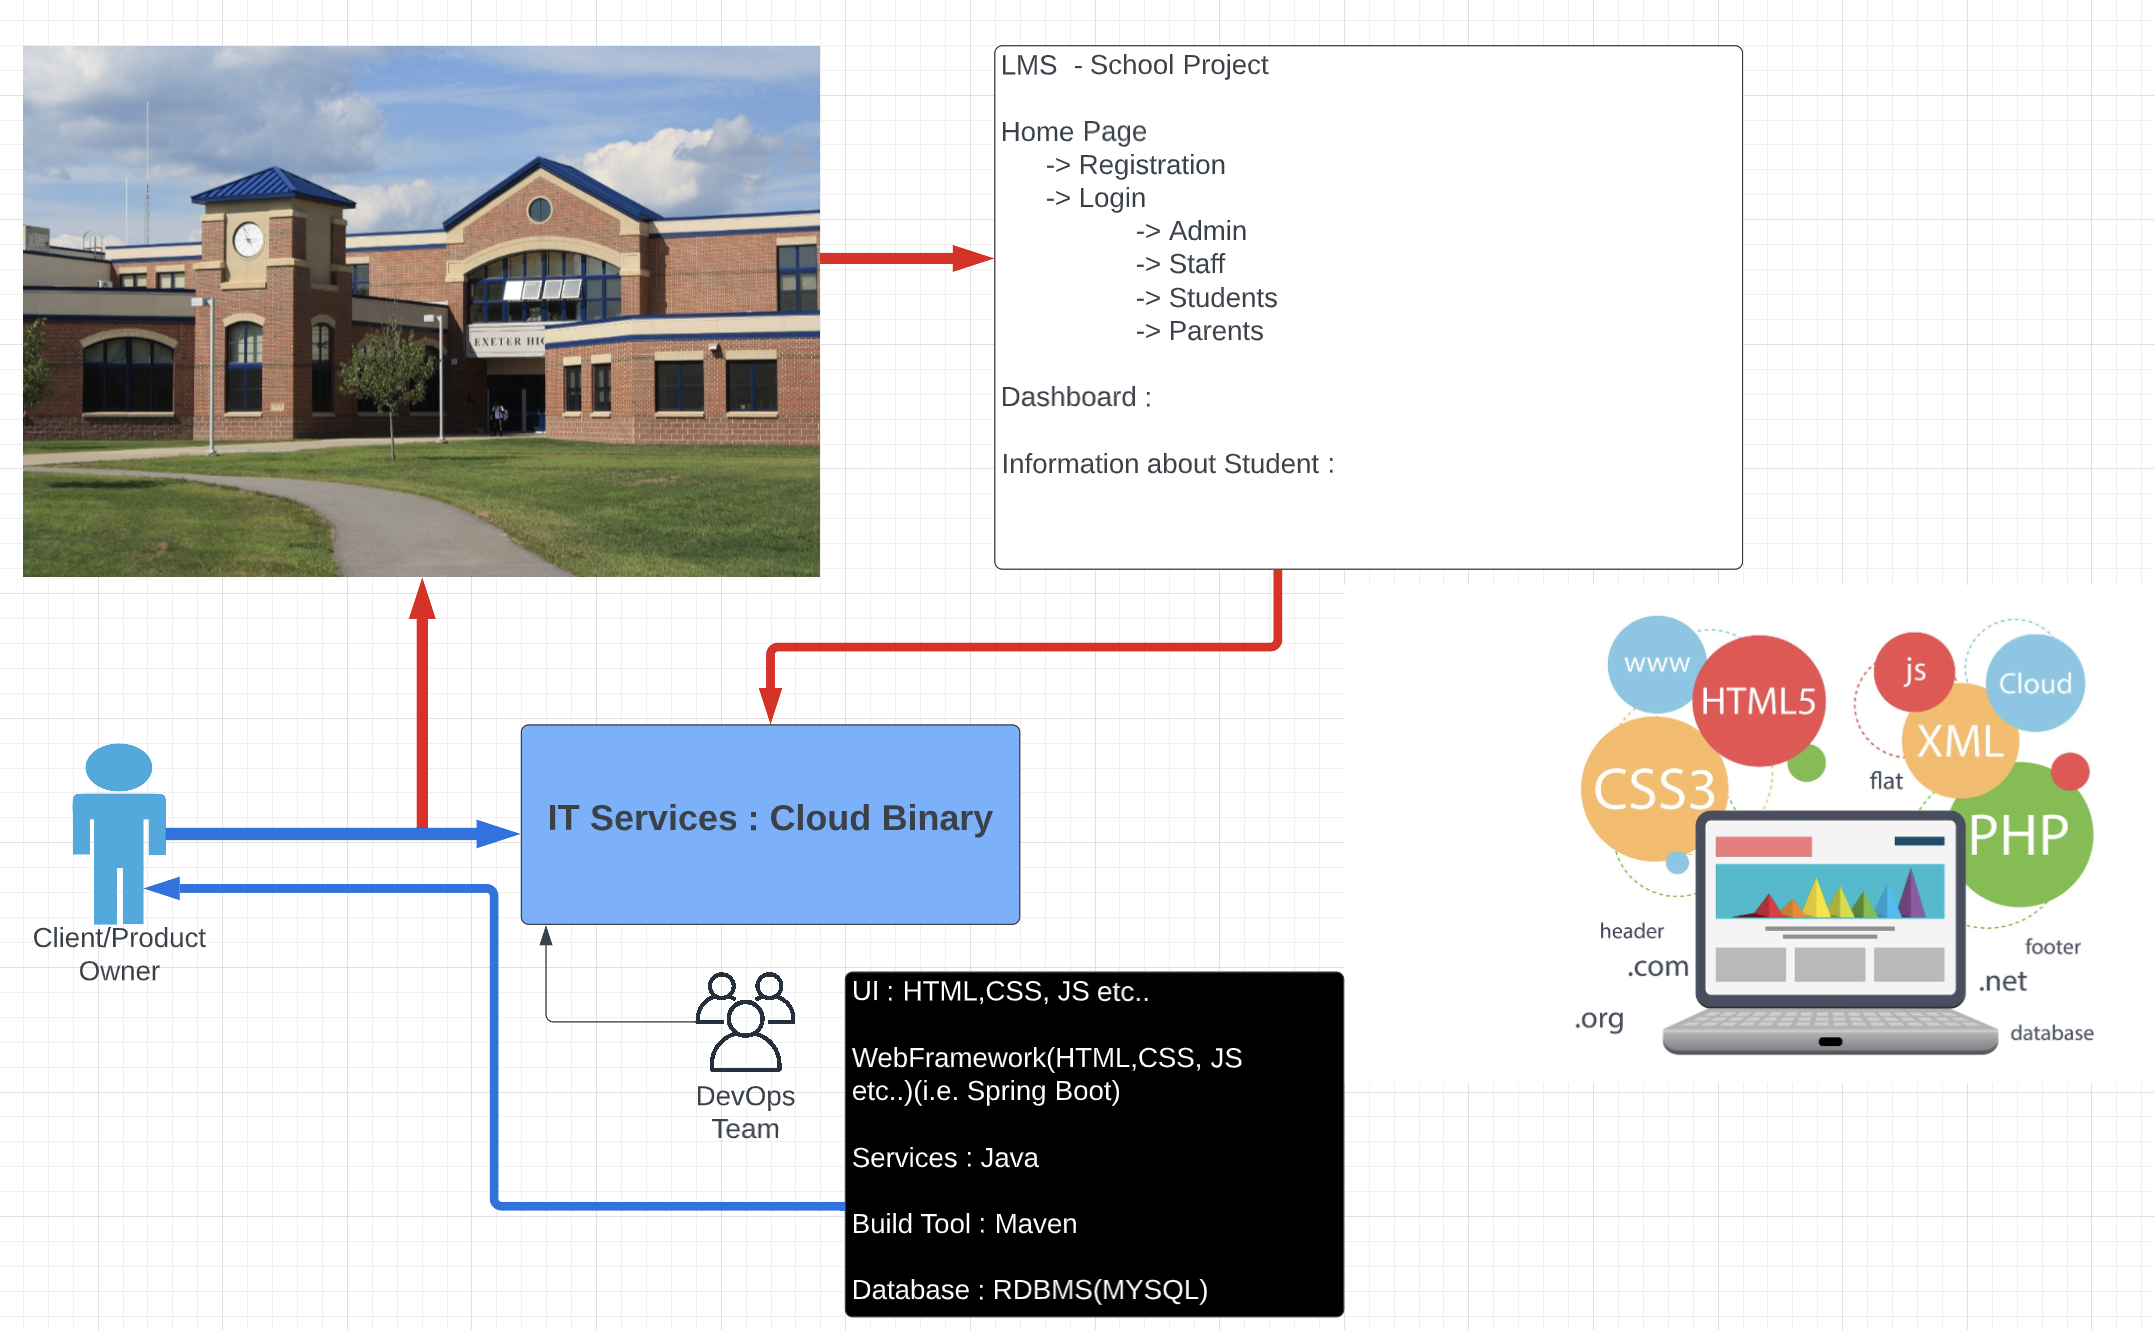 EXETER HIG
LMS  - School Project
Home Page
-> Registration
-> Login
-> Admin
-> Staff
-> Students
-> Parents
Dashboard :
Information about Student :
IT Services : Cloud Binary
Client/Product
Owner
DevOps
Team
UI : HTML,CSS, JS etc..
WebFramework(HTML,CSS, JS
etc..)(i.e. Spring Boot)
Services : Java
Build Tool : Maven
Database : RDBMS(MYSQL)
www
HTML5
js
Cloud
XML
CSS3
flat
PHP
header
footer
.com
.net
.org
database